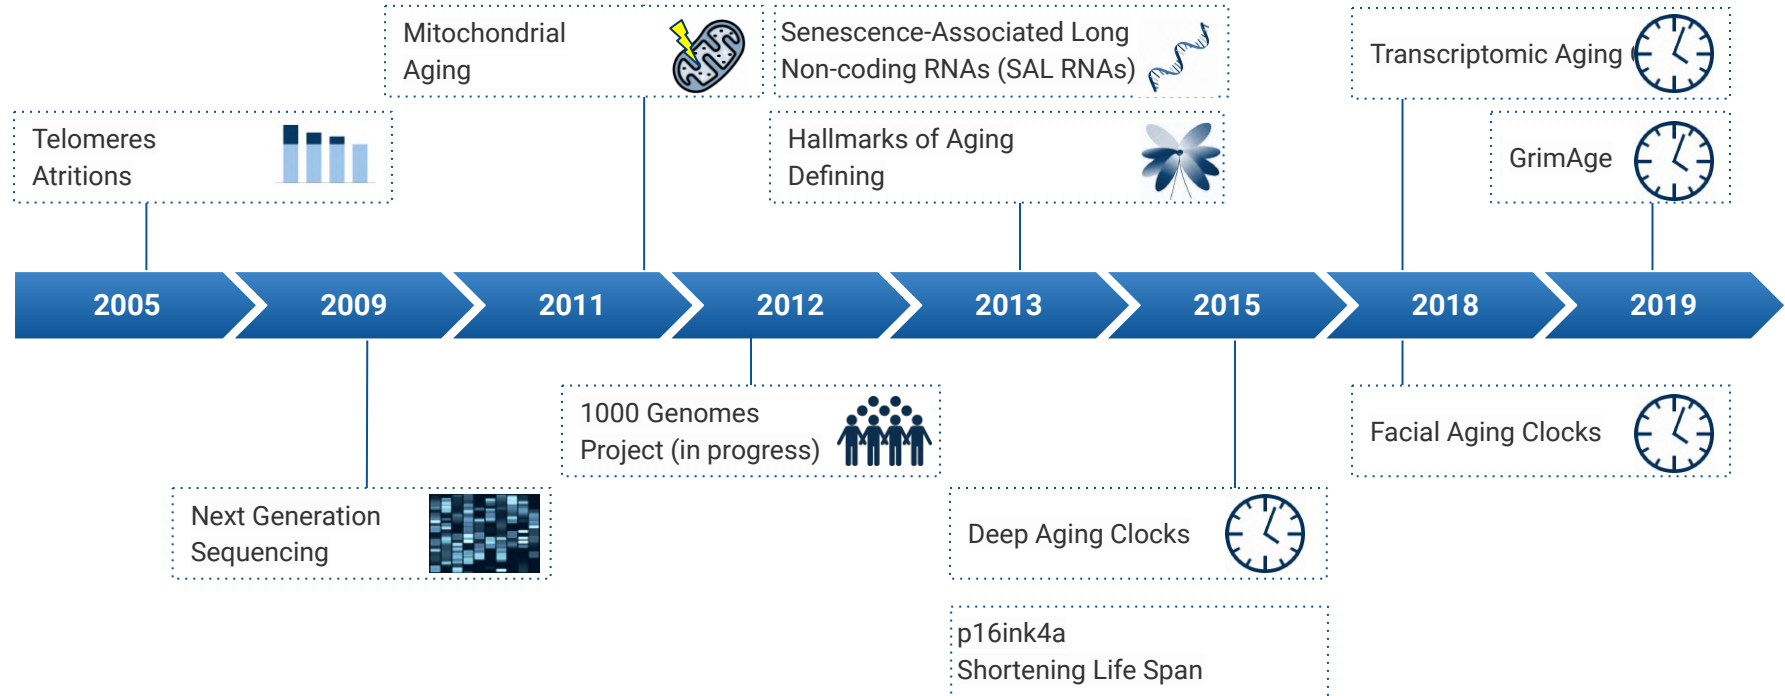 Mitochondrial
Aging
Senescence-Associated Long
Non-coding RNAs (SAL RNAs)
Transcriptomic Aging
Telomeres
Atritions
Hallmarks of Aging
Defining
GrimAge
2005
2009
2011
2012
2013
2015
2018
2019
1000 Genomes
Project (in progress)
Facial Aging Clocks
Next Generation
Sequencing
Deep Aging Clocks
p16ink4a
Shortening Life Span